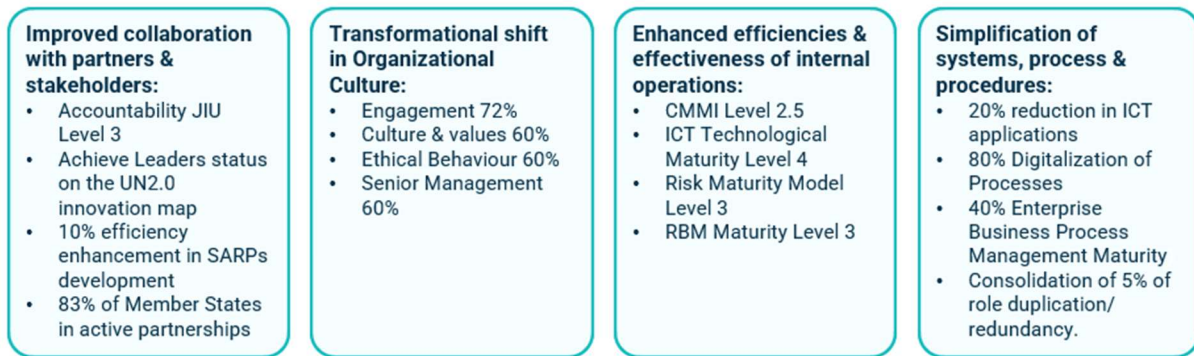 Improved collaboration
with partners &
stakeholders:
• Accountability JIU
Level 3
• Achieve Leaders status
on the UN2.0
innovation map
• 10% efficiency
enhancement in SARPs
development
• 83% of Member States
in active partnerships
Transformational shift
in Organizational
Culture:
• Engagement 72%
• Culture & values 60%
• Ethical Behaviour 60%
• Senior Management
60%
Enhanced efficiencies &
effectiveness of internal
operations:
• CMMI Level 2.5
• ICT Technological
Maturity Level 4
• Risk Maturity Model
Level 3
• RBM Maturity Level 3
Simplification of
systems, process &
procedures:
• 20% reduction in ICT
applications
• 80% Digitalization of
Processes
• 40% Enterprise
Business Process
Management Maturity
• Consolidation of 5% of
role duplication/
redundancy.